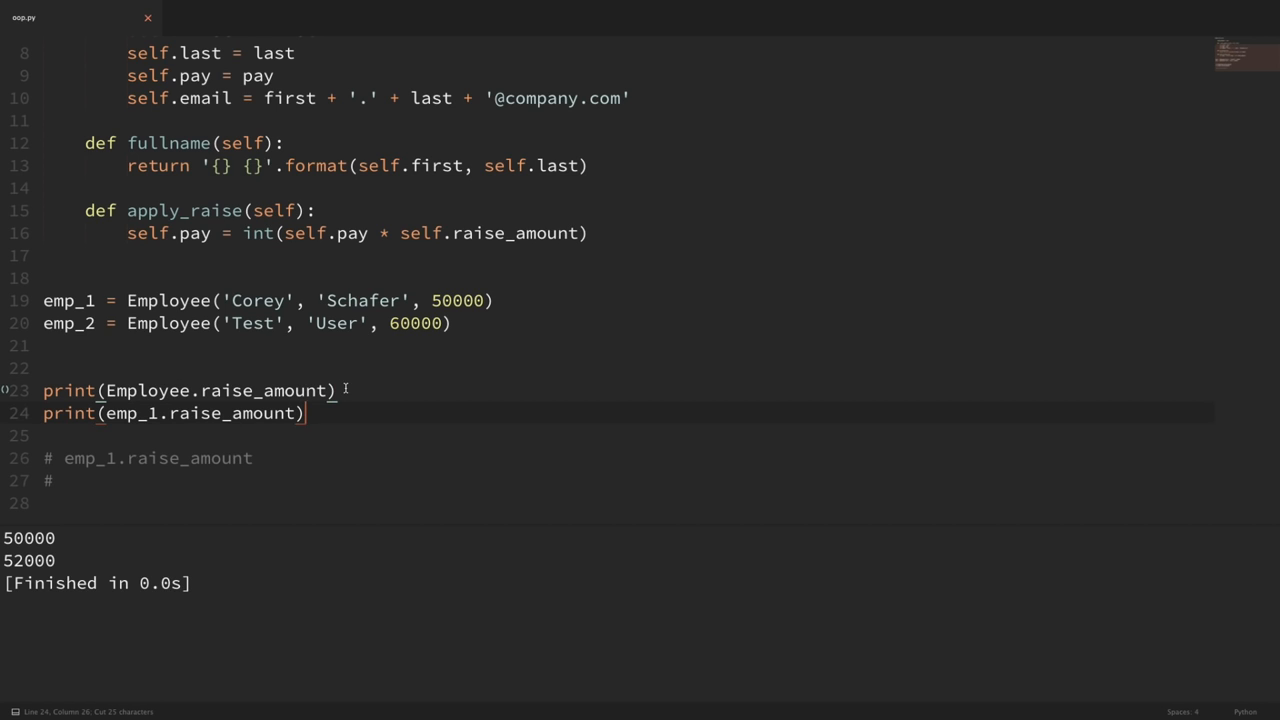 oop.py
8 self.last = last
9 self.pay = pay
10 self.email = first + '.' + last + '@company.com'
11
12 def fullname(self):
13 return '{} {}'.format(self.first, self.last)
14
15 def apply_raise(self):
16 self.pay = int(self.pay * self.raise_amount)
17
18
19 emp_1 = Employee('Corey', 'Schafer', 50000)
20 emp_2 = Employee('Test', 'User', 60000)
21
22
23 print(Employee.raise_amount)
24 print(emp_1.raise_amount)
25
26 # emp_1.raise_amount
27 #
28
50000
52000
[Finished in 0.0s]
Line 24, Column 26; Cut 25 characters Spaces: 4 Python